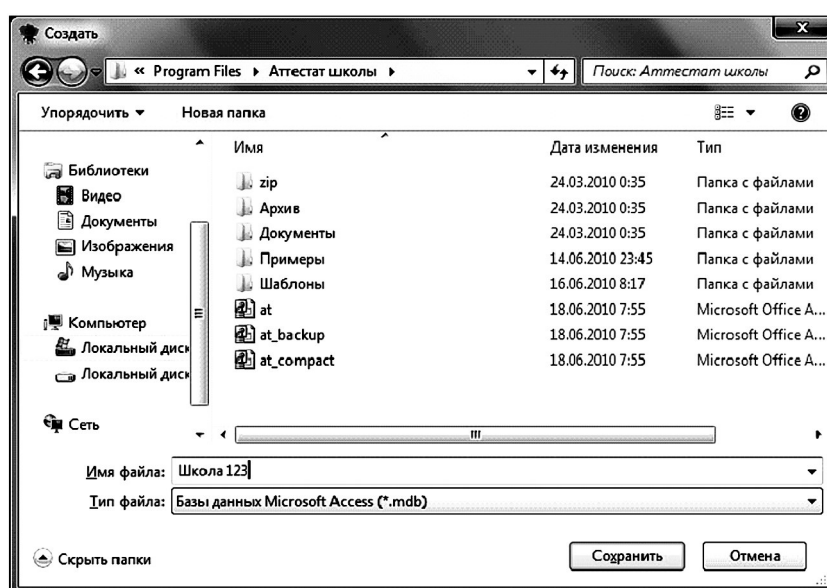 Создать
« Program Files Аттестат школы
Поиск: Аттестат школы
Упорядочить Новая папка
Имя Дата изменения Тип
Библиотеки
Видео
Документы
Изображения
Музыка
Компьютер
Локальный диск
Локальный диск
Сеть
zip 24.03.2010 0:35 Папка с файлами
Архив 24.03.2010 0:35 Папка с файлами
Документы 24.03.2010 0:35 Папка с файлами
Примеры 14.06.2010 23:45 Папка с файлами
Шаблоны 16.06.2010 8:17 Папка с файлами
at 18.06.2010 7:55 Microsoft Office A...
at_backup 18.06.2010 7:55 Microsoft Office A...
at_compact 18.06.2010 7:55 Microsoft Office A...
Имя файла: Школа 123
Тип файла: Базы данных Microsoft Access (*.mdb)
Скрыть папки Сохранить Отмена